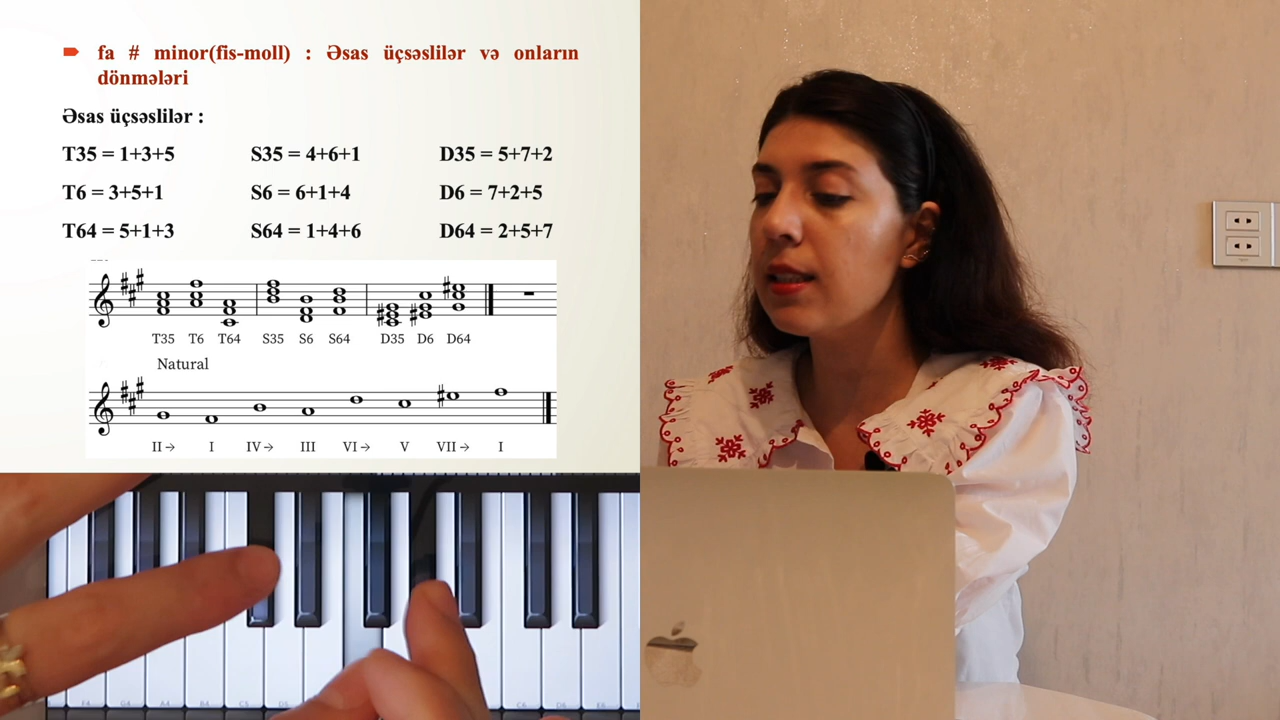 fa # minor(fis-moll) : Əsas üçsəslilər və onların
dönmələri
Əsas üçsəslilər :
T35 = 1+3+5 S35 = 4+6+1 D35 = 5+7+2
T6 = 3+5+1 S6 = 6+1+4 D6 = 7+2+5
T64 = 5+1+3 S64 = 1+4+6 D64 = 2+5+7
T35 T6 T64 S35 S6 S64 D35 D6 D64
Natural
II → I IV → III VI → V VII → I